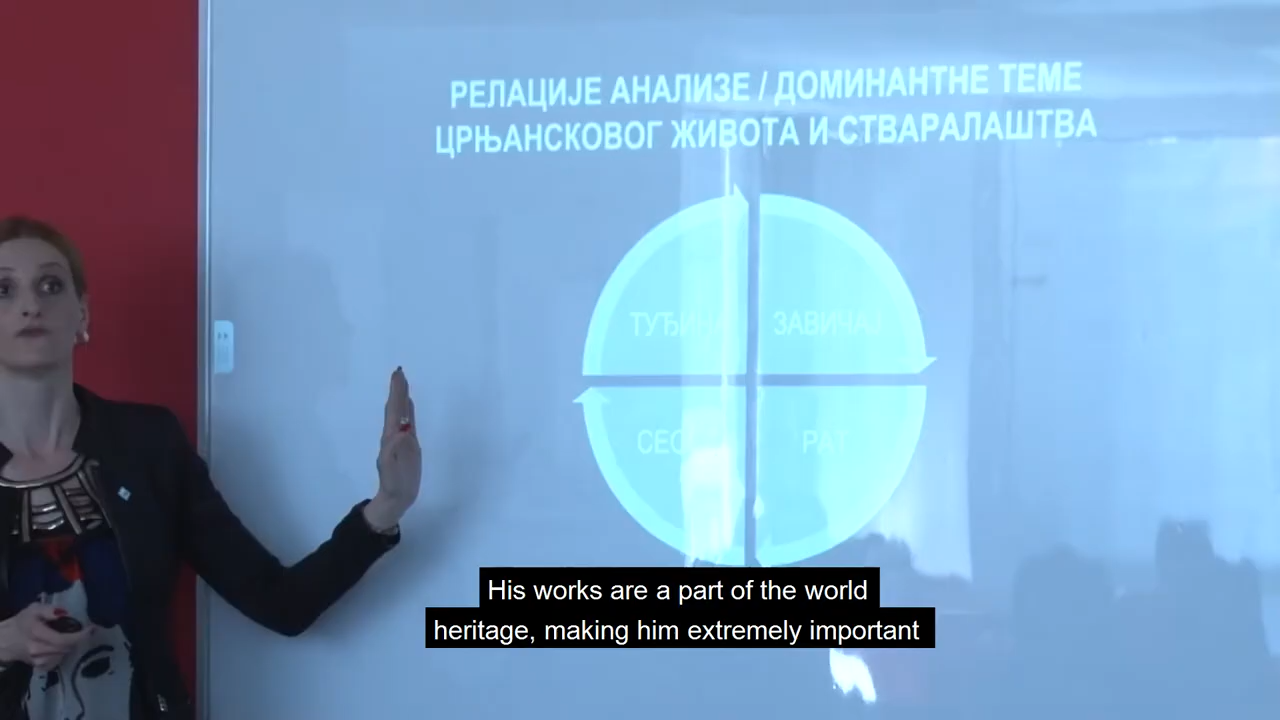 РЕЛАЦИЈЕ АНАЛИЗЕ / ДОМИНАНТНЕ ТЕМЕ
ЦРЊАНСКОВОГ ЖИВОТА И СТВАРАЛАШТВА
ТУЂИНА ЗАВИЧАЈ
РАТ
His works are a part of the world
heritage, making him extremely important